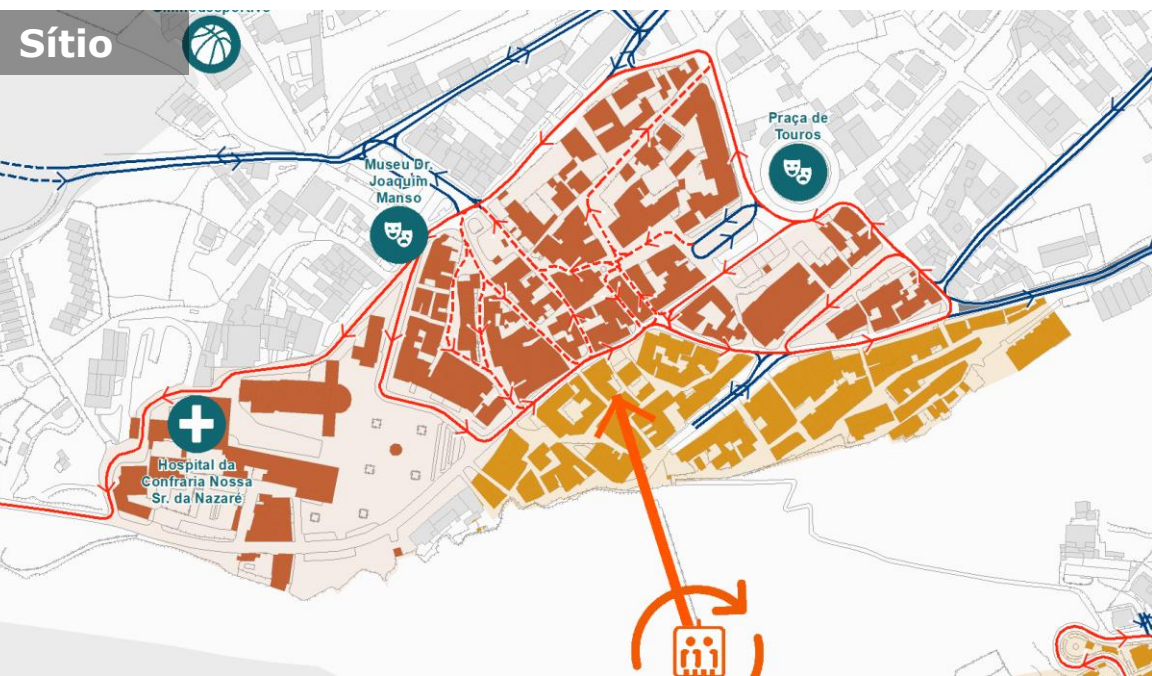 Sítio
Praça de
Touros
Museu Dr.
Joaquim
Manso
Hospital da
Confraria Nossa
Sr. da Nazaré